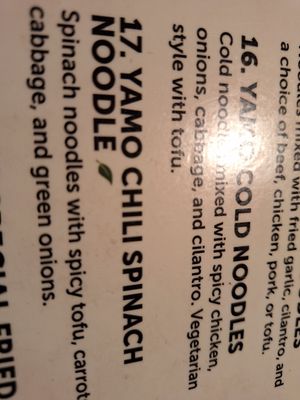 mixed with fried garlic, cilantro, and
a choice of beef, chicken, pork, or tofu.
16. YAMO COLD NOODLES
Cold noodles mixed with spicy chicken,
onions, cabbage, and cilantro. Vegetarian
style with tofu.
17. YAMO CHILI SPINACH
NOODLE
Spinach noodles with spicy tofu, carrot
cabbage, and green onions.
FRIED